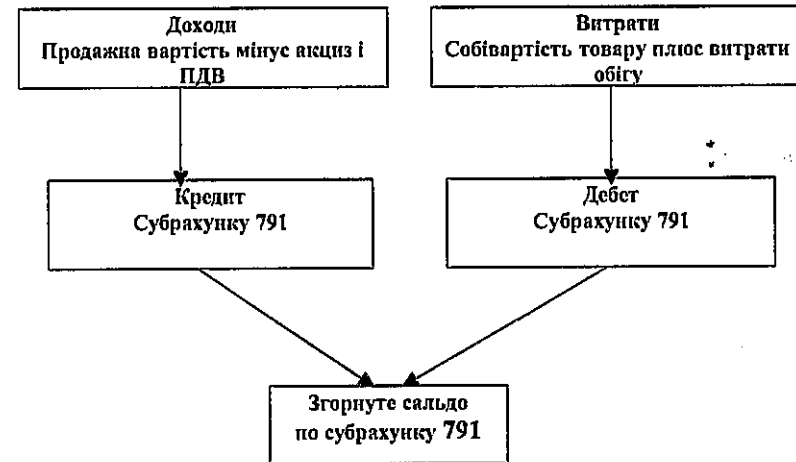 Доходи
Продажна вартість мінус акциз і
ПДВ
Витрати
Собівартість товару плюс витрати
обігу
Кредит
Субрахунку 791
Дебет
Субрахунку 791
Згорнуте сальдо
по субрахунку 791